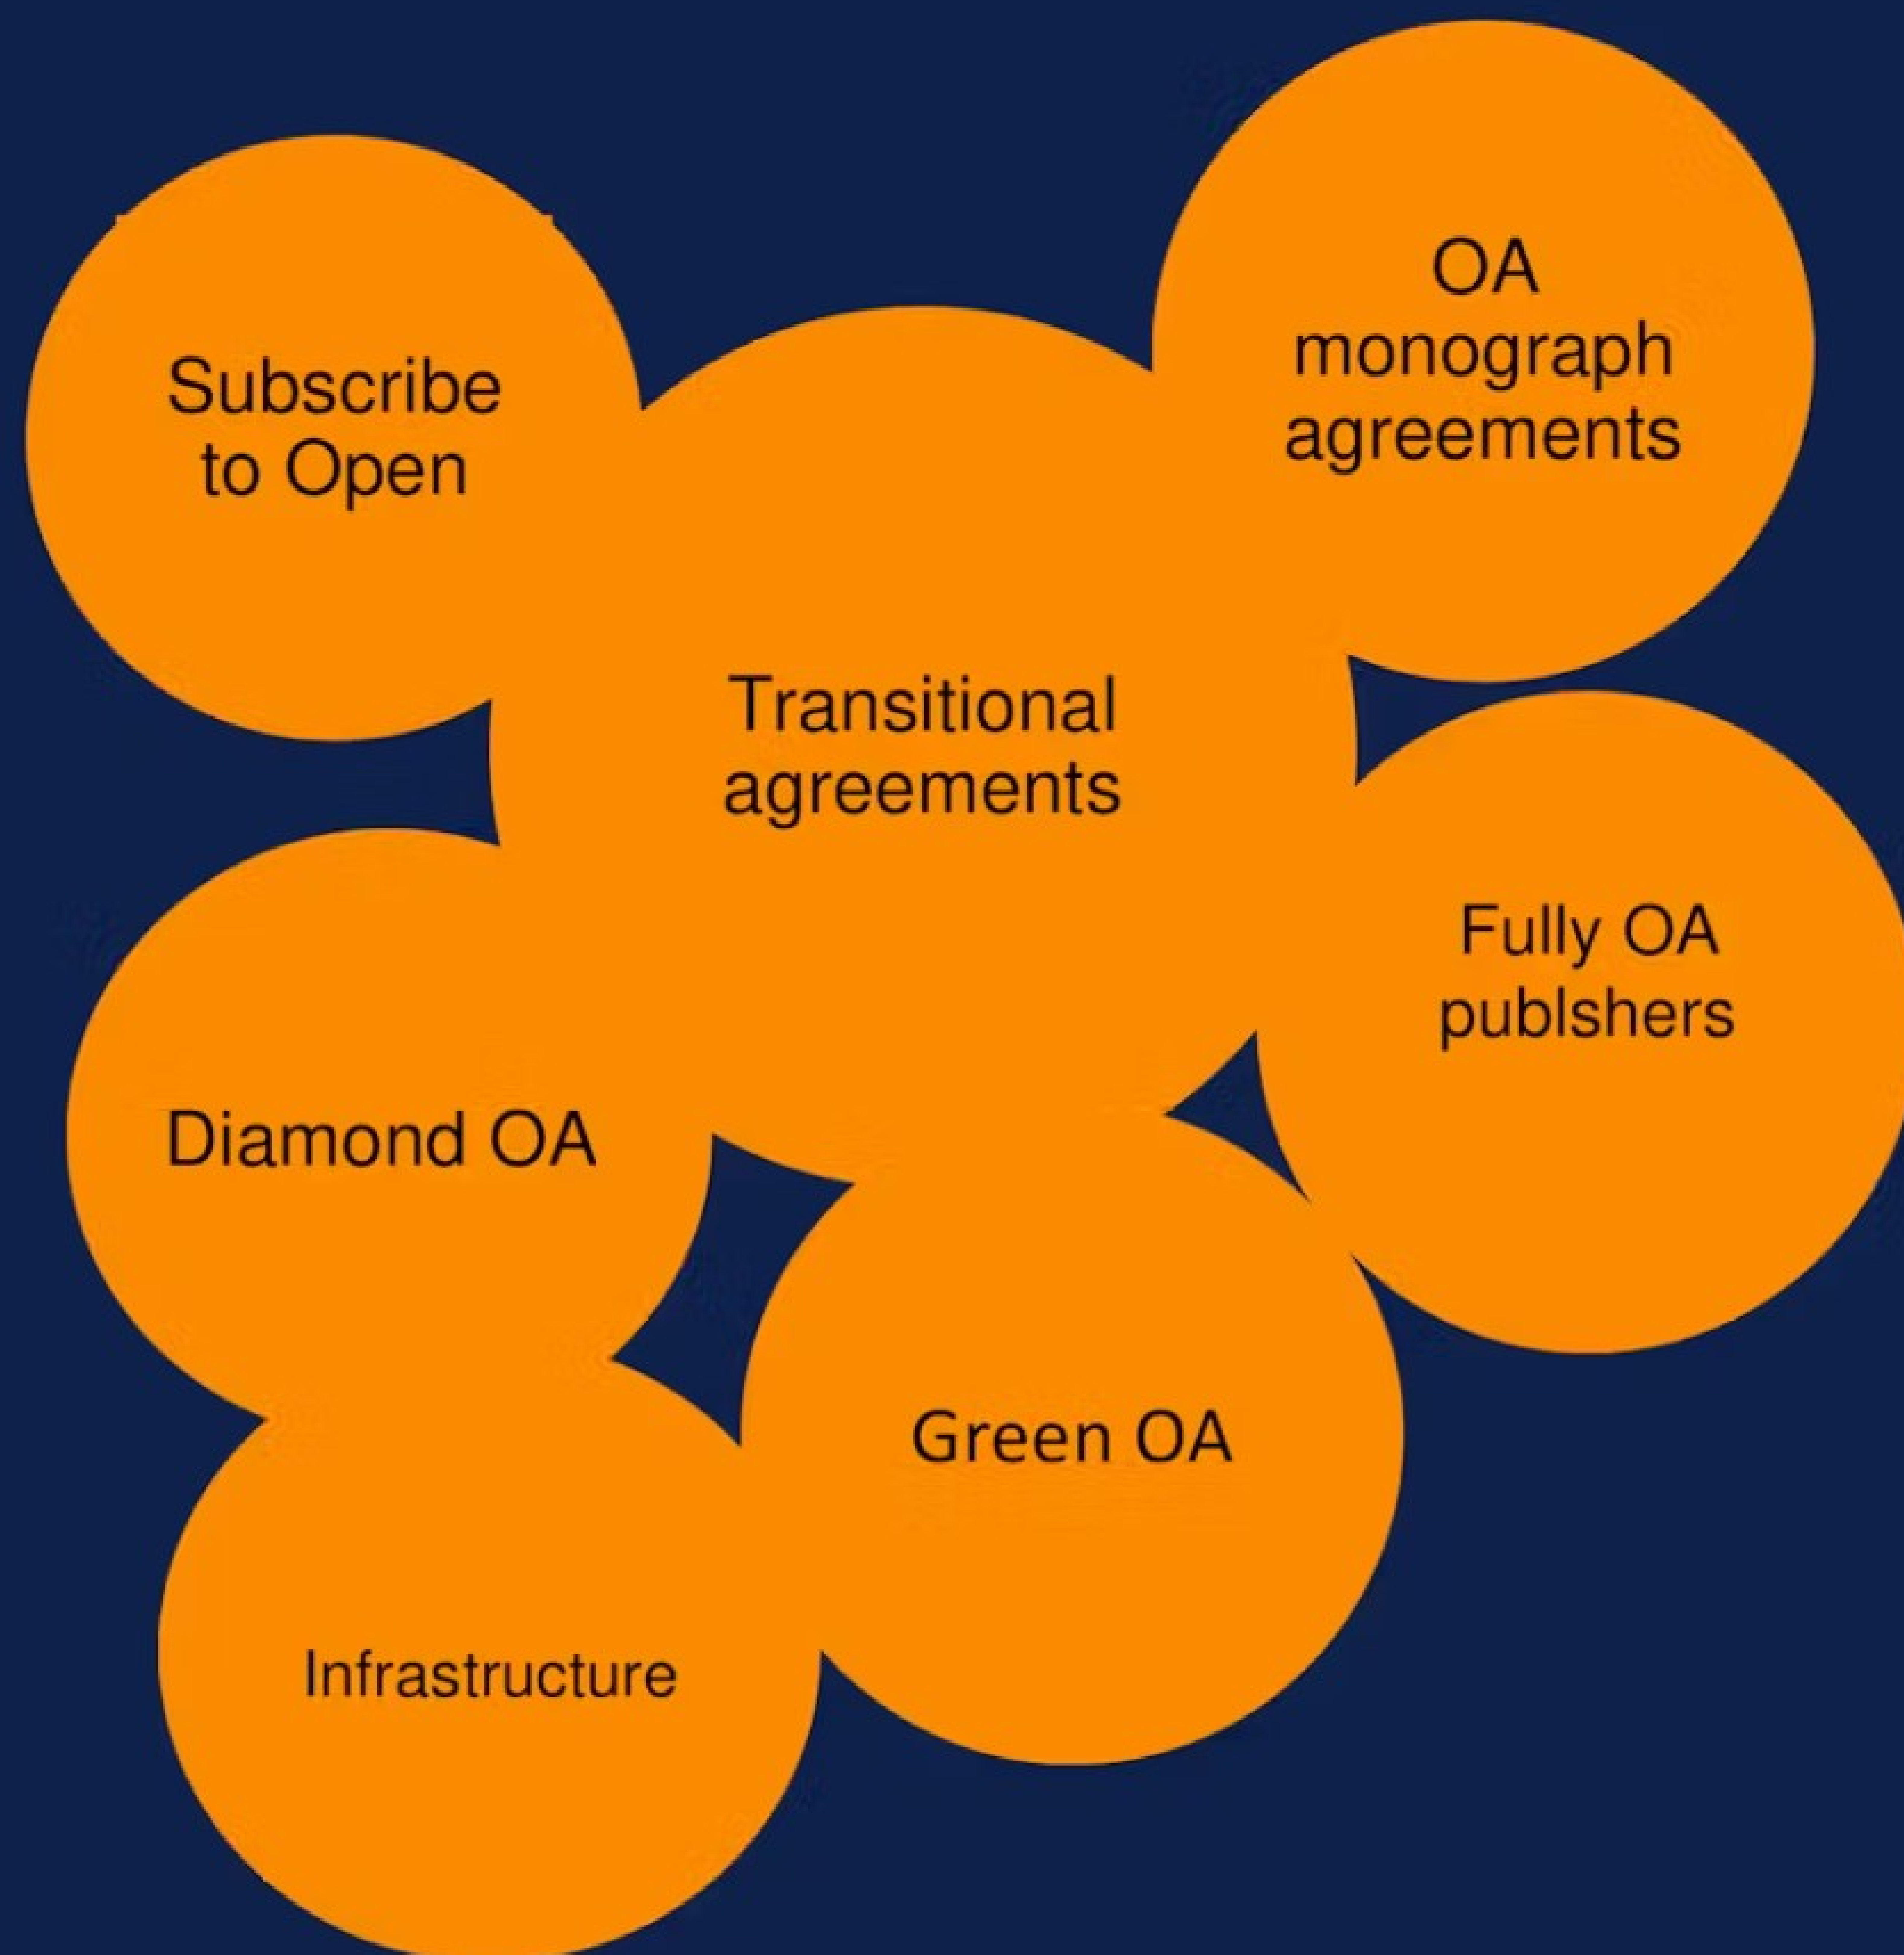 OA
monograph
agreements
Subscribe
to Open
Transitional
agreements
Fully OA
publshers
Diamond OA
Green OA
Infrastructure